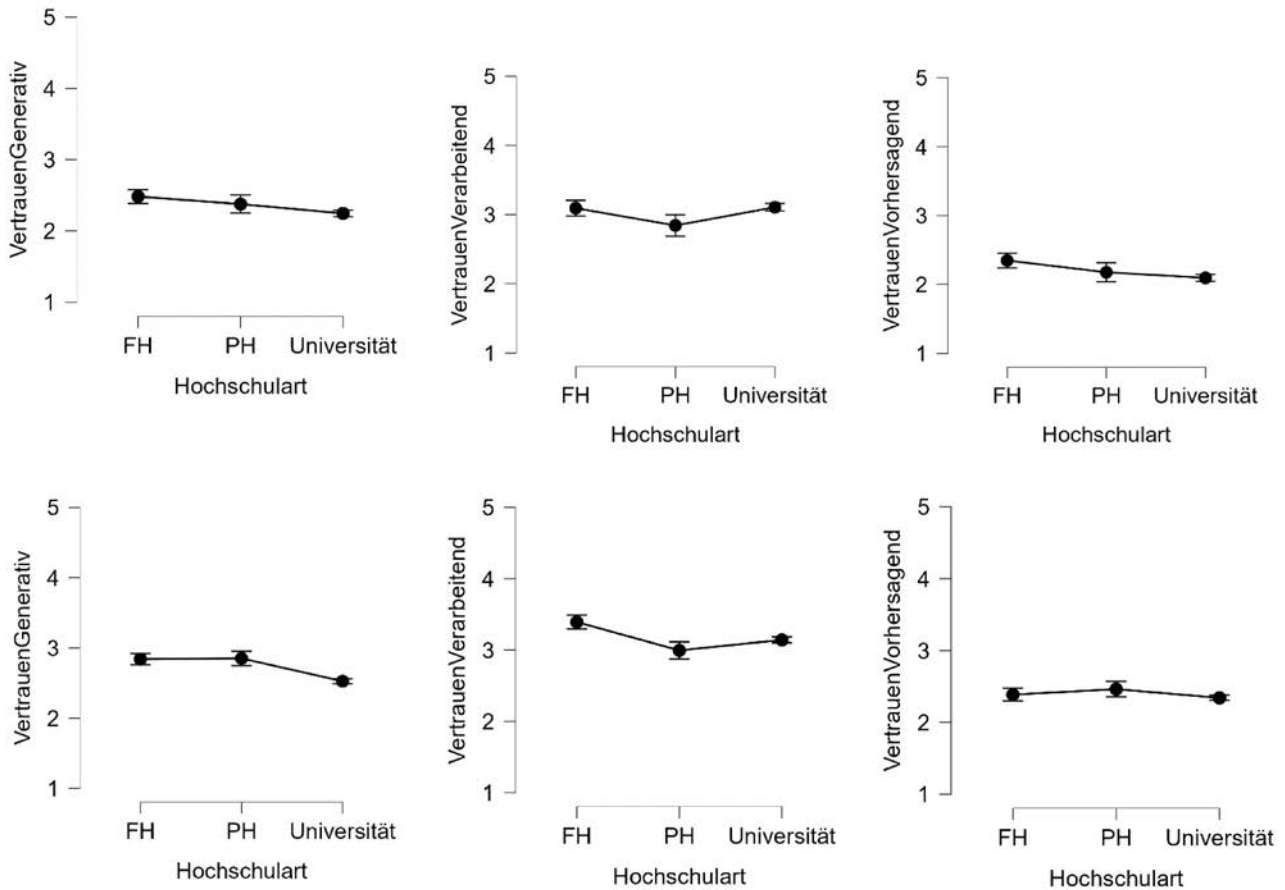 VertrauenGenerativ
5
4
3
2
1
FH PH Universität
Hochschulart
VertrauenVerarbeitend
5
4
3
2
1
FH PH Universität
Hochschulart
VertrauenVorhersagend
5
4
3
2
1
FH PH Universität
Hochschulart
VertrauenGenerativ
5
4
3
2
1
FH PH Universität
Hochschulart
VertrauenVerarbeitend
5
4
3
2
1
FH PH Universität
Hochschulart
VertrauenVorhersagend
5
4
3
2
1
FH PH Universität
Hochschulart